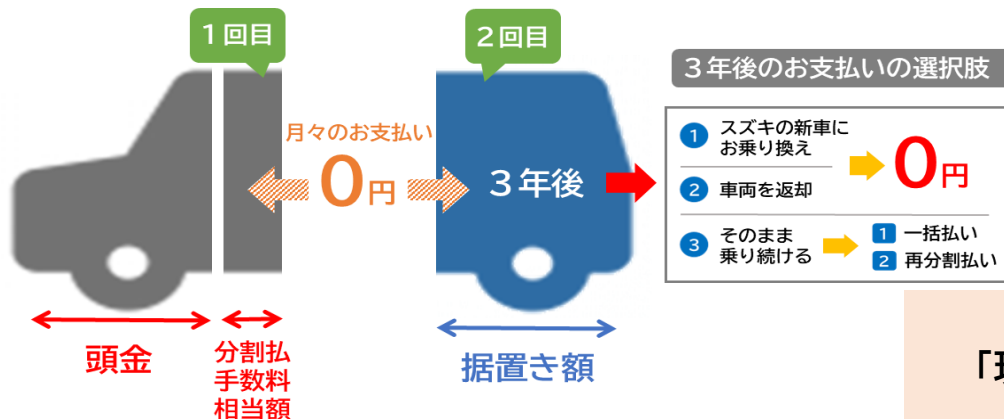 1回目
2回目
3年後のお支払いの選択肢
月々のお支払い
0円
3年後
1 スズキの新車に
お乗り換え
2 車両を返却
0円
3 そのまま
乗り続ける
1 一括払い
2 再分割払い
頭金
分割払
手数料
相当額
据置き額